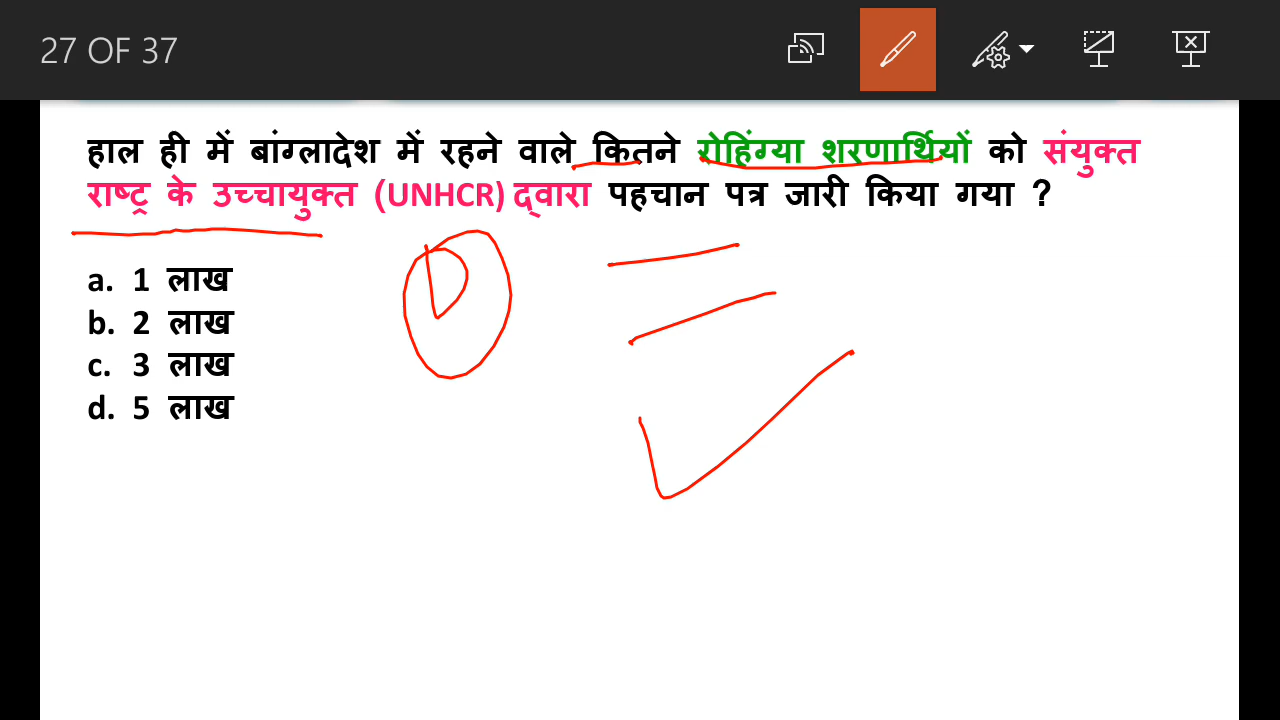 27 OF 37
हाल ही में बांग्लादेश में रहने वाले कितने रोहिंग्या शरणार्थियों को संयुक्त
राष्ट्र के उच्चायुक्त (UNHCR) द्वारा पहचान पत्र जारी किया गया ?
a. 1 लाख
b. 2 लाख
c. 3 लाख
d. 5 लाख
D